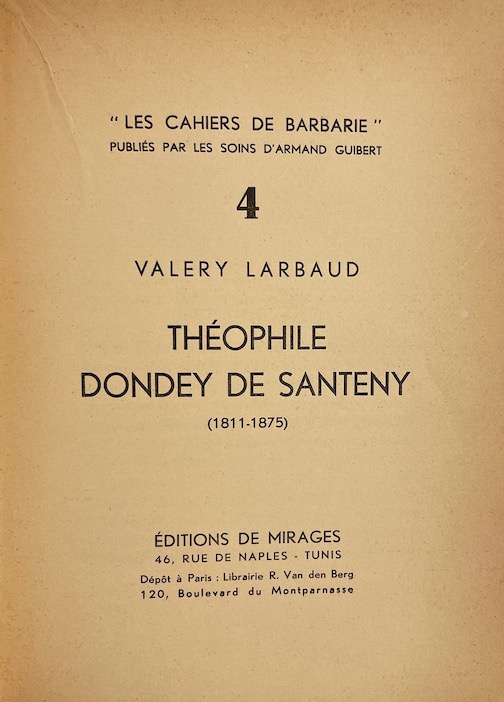 " LES CAHIERS DE BARBARIE "
PUBLIÉS PAR LES SOINS D'ARMAND GUIBERT
4
VALERY LARBAUD
THÉOPHILE
DONDEY DE SANTENY
(1811-1875)
ÉDITIONS DE MIRAGES
46, RUE DE NAPLES - TUNIS
Dépôt à Paris : Librairie R. Van den Berg
120, Boulevard du Montparnasse